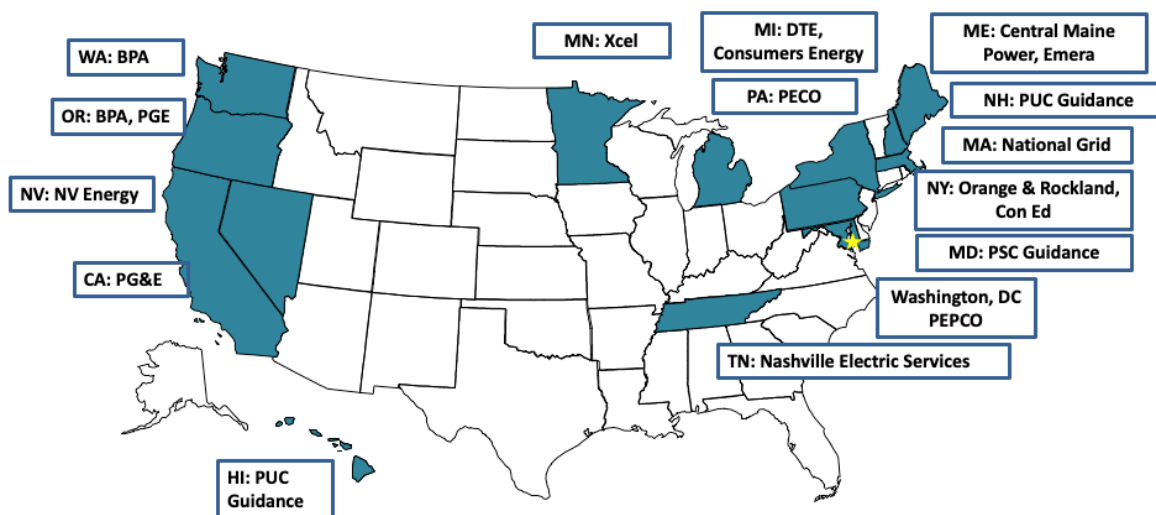 WA: BPA
OR: BPA, PGE
NV: NV Energy
CA: PG&E
HI: PUC
Guidance
MN: Xcel
MI: DTE,
Consumers Energy
PA: PECO
ME: Central Maine
Power, Emera
NH: PUC Guidance
MA: National Grid
NY: Orange & Rockland,
Con Ed
MD: PSC Guidance
Washington, DC
PEPCO
TN: Nashville Electric Services